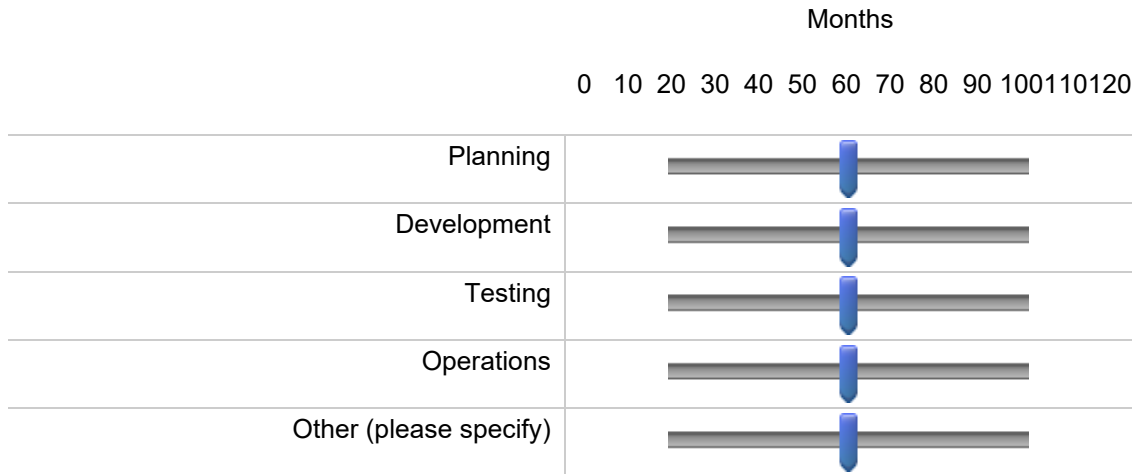 Months
0 10 20 30 40 50 60 70 80 90 100110120
Planning
Development
Testing
Operations
Other (please specify)